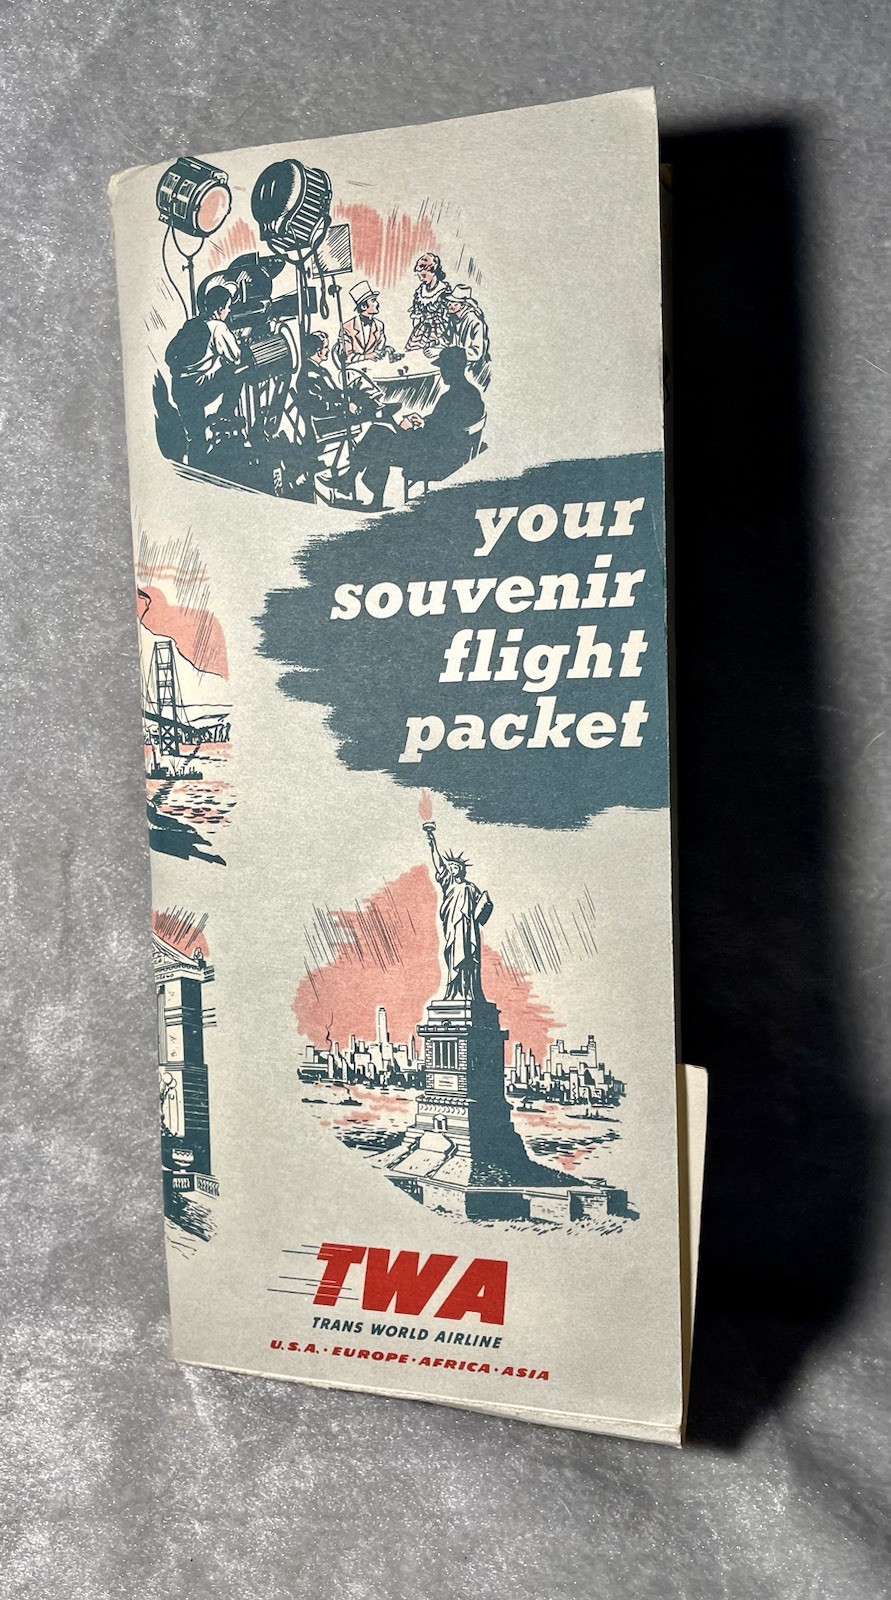 your
souvenir
flight
packet
TWA
TRANS WORLD AIRLINE
U.S.A. · EUROPE · AFRICA · ASIA